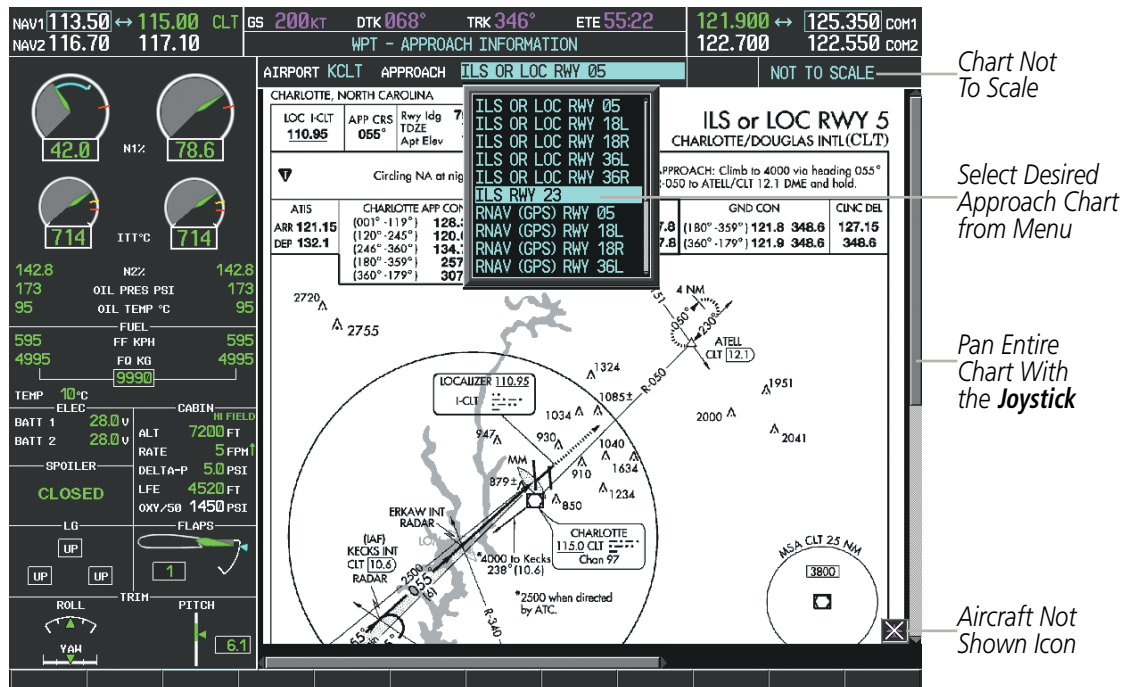 NAV1 113.50 ↔ 115.00 CLT
NAV2 116.70 117.10
GS 200KT DTK 068° TRK 346° ETE 55:22
WPT - APPROACH INFORMATION
121.900 ↔ 125.350 COM1
122.700 122.550 COM2
AIRPORT KCLT APPROACH ILS OR LOC RWY 05
NOT TO SCALE
Chart Not
To Scale
CHARLOTTE, NORTH CAROLINA
LOC I-CLT
110.95
APP CRS
055°
Rwy ldg
TDZE
Apt Elev
ILS or LOC RWY 5
CHARLOTTE/DOUGLAS INTL(CLT)
ILS OR LOC RWY 05
ILS OR LOC RWY 18L
ILS OR LOC RWY 18R
ILS OR LOC RWY 36L
ILS OR LOC RWY 36R
ILS RWY 23
RNAV (GPS) RWY 05
RNAV (GPS) RWY 18L
RNAV (GPS) RWY 18R
RNAV (GPS) RWY 36L
Select Desired
Approach Chart
from Menu
T
Circling NA at nig
PROACH: Climb to 4000 via heading 055°
-050 to ATELL/CLT 12.1 DME and hold.
ATIS
ARR 121.15
DEP 132.1
CHARLOTTE APP CON
(001°-119°) 128.
(120°-245°) 120.
(246°-360°) 134.
(180°-359°) 257
(360°-179°) 307
GND CON
7.8 (180°-359°) 121.8 348.6
7.8 (360°-179°) 121.9 348.6
CLNC DEL
127.15
348.6
42.0 N1% 78.6
714 ITT°C 714
142.8 N2% 142.8
173 OIL PRES PSI 173
95 OIL TEMP °C 95
FUEL
595 FF KPH 595
4995 FQ KG 4995
9990
TEMP 10°C
ELEC
BATT 1 28.0 V
BATT 2 28.0 V
SPOILER
CLOSED
CABIN
HI FIELD
ALT 7200 FT
RATE 5 FPM↑
DELTA-P 5.0 PSI
LFE 4520 FT
OXY/50 1450 PSI
LG
UP
UP UP
FLAPS
1
TRIM
ROLL
YAW
PITCH
6.1
2720
2755
4 NM
151
050°
230°
ATELL
CLT 12.1
R-050
1324
LOCALIZER 110.95
I-CLT
1085±
1034
1951
2000
2041
947
930
1040
1634
MM
910
879±
1234
850
ERKAW INT
RADAR
CHARLOTTE
115.0 CLT
Chan 97
(IAF)
KECKS INT
CLT 10.6
RADAR
*4000 to Kecks
238°(10.6)
2500
055°
(6)
*2500 when directed
by ATC.
R-340
MSA CLT 25 NM
3800
Pan Entire
Chart With
the Joystick
Aircraft Not
Shown Icon